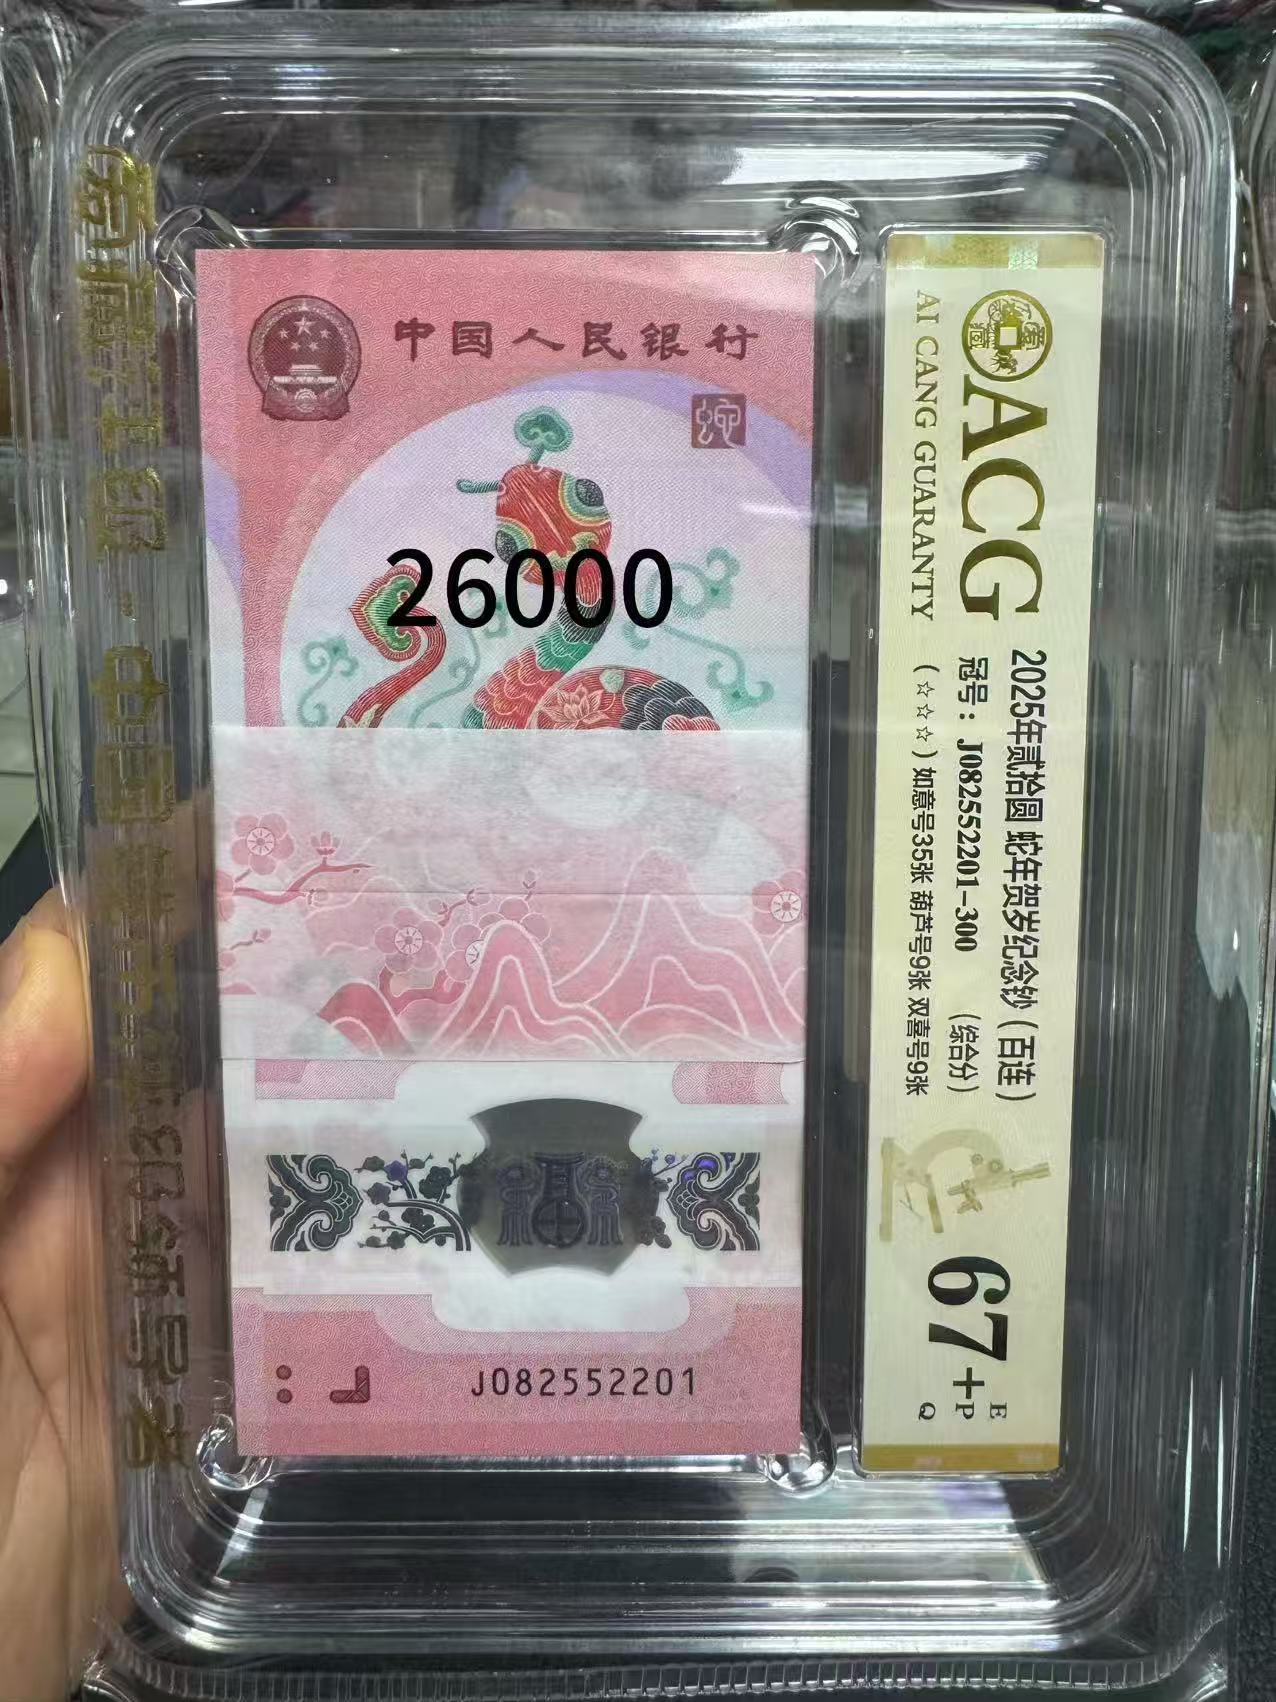 中国人民银行
蛇
26000
J082552201
ACG
AI CANG GUARANTY
2025年贰拾圆 蛇年贺岁纪念钞（百连）
冠号：J082552201-300 （综合分）
（☆☆☆）如意号35张 葫芦号9张 双喜号9张
67+
E
P
Q